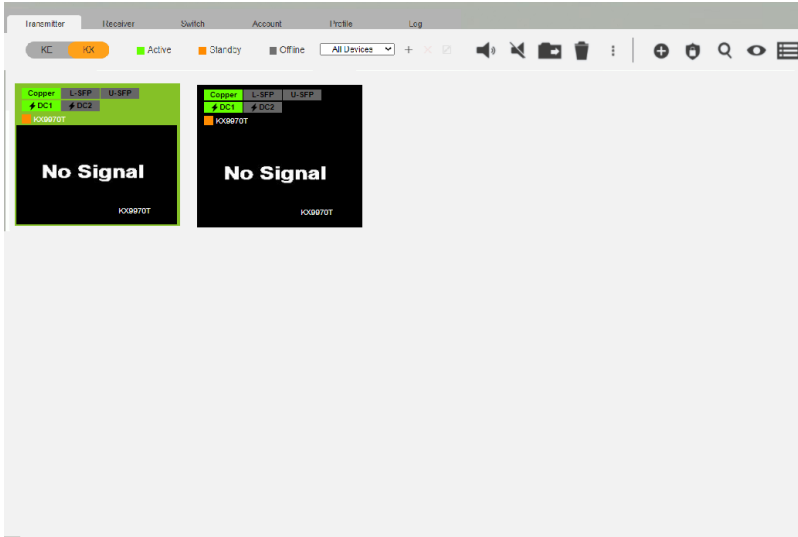 Transmitter Receiver Switch Account Profile Log
KE KX Active Standby Offline All Devices
Copper L-SFP U-SFP
DC1 DC2
KX9970T
No Signal
KX9970T
Copper L-SFP U-SFP
DC1 DC2
KX9970T
No Signal
KX9970T